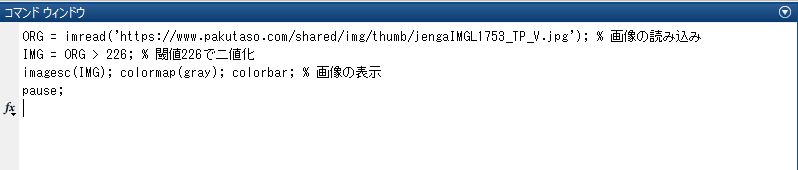 コマンド ウィンドウ
ORG = imread('https://www.pakutaso.com/shared/img/thumb/jengaIMGL1753_TP_V.jpg'); % 画像の読み込み
IMG = ORG > 226; % 閾値226で二値化
imagesc(IMG); colormap(gray); colorbar; % 画像の表示
pause;
fx